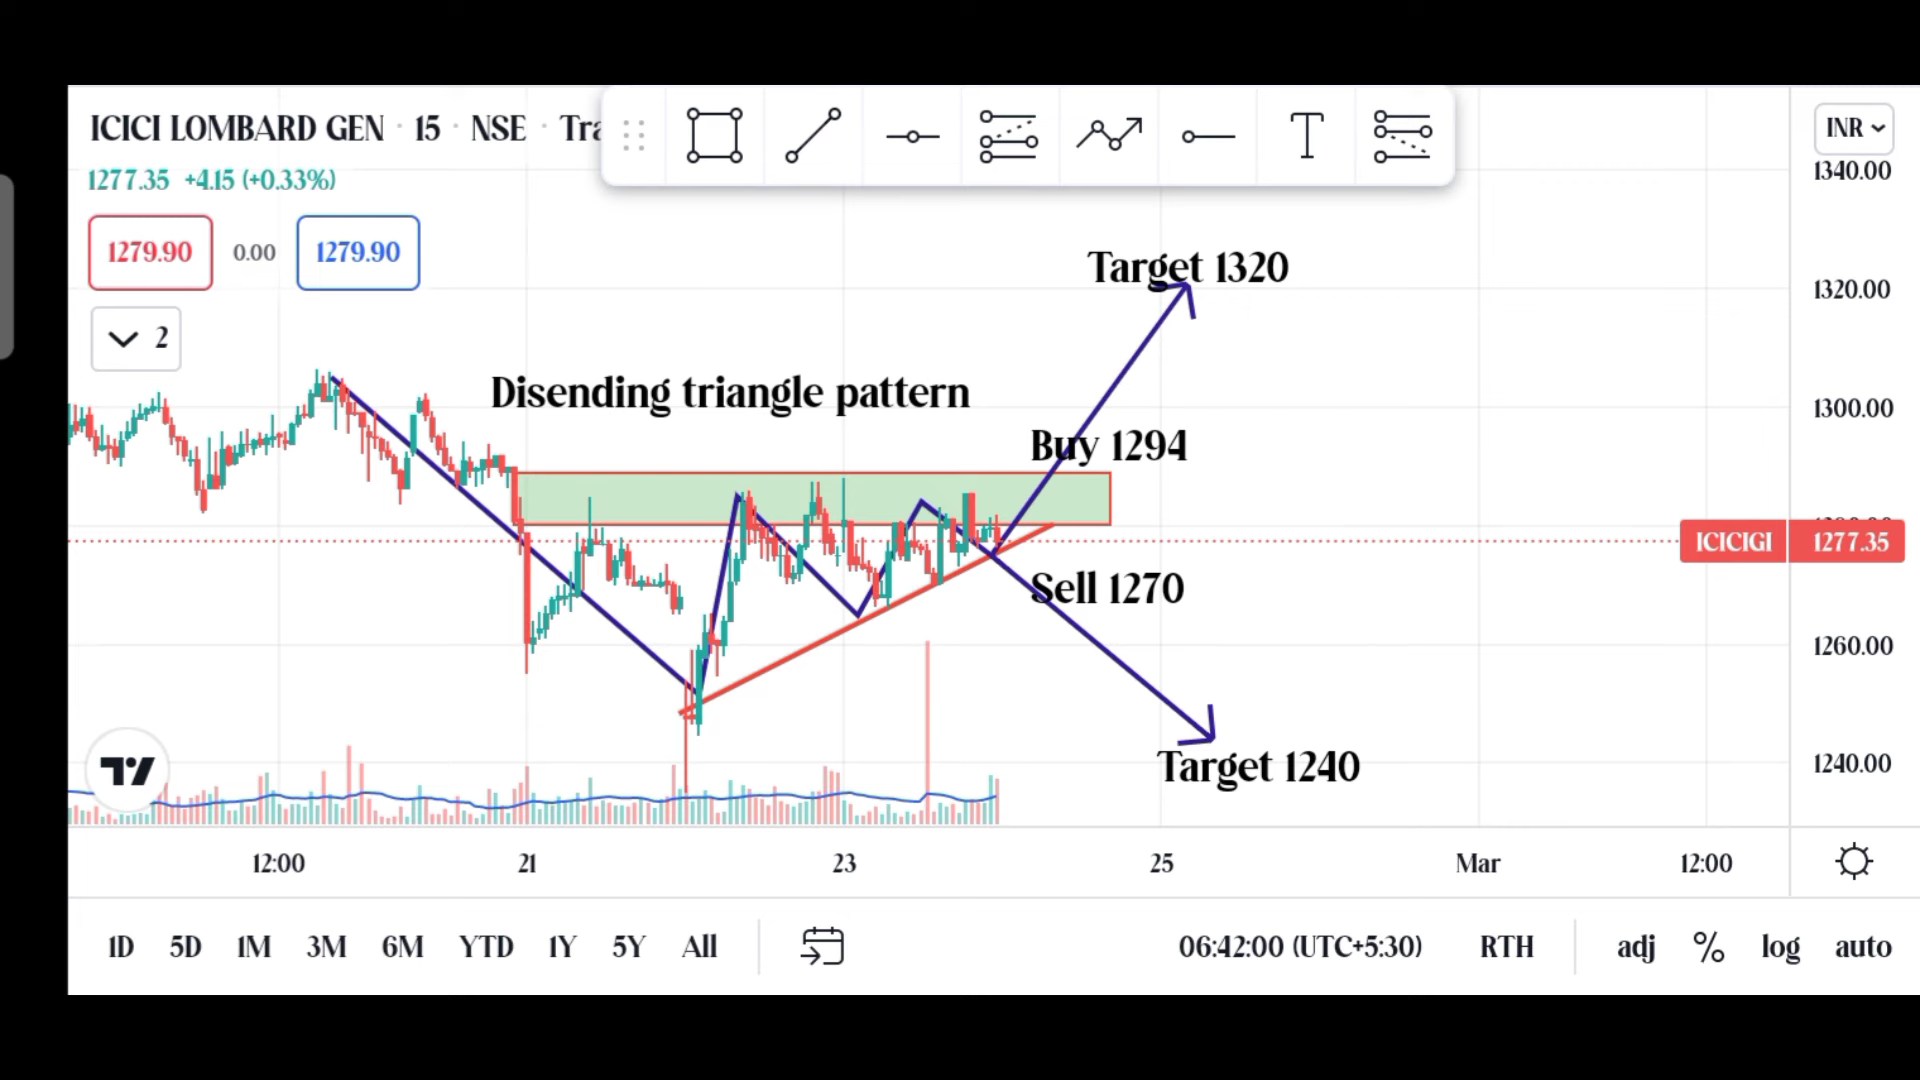 ICICI LOMBARD GEN · 15 · NSE · Tra
INR
1277.35 +4.15 (+0.33%)
1340.00
1279.90 0.00 1279.90
Target 1320
1320.00
2
Disending triangle pattern
1300.00
Buy 1294
ICICIGI 1277.35
Sell 1270
1260.00
Target 1240
1240.00
12:00 21 23 25 Mar 12:00
1D 5D 1M 3M 6M YTD 1Y 5Y All 06:42:00 (UTC+5:30) RTH adj % log auto